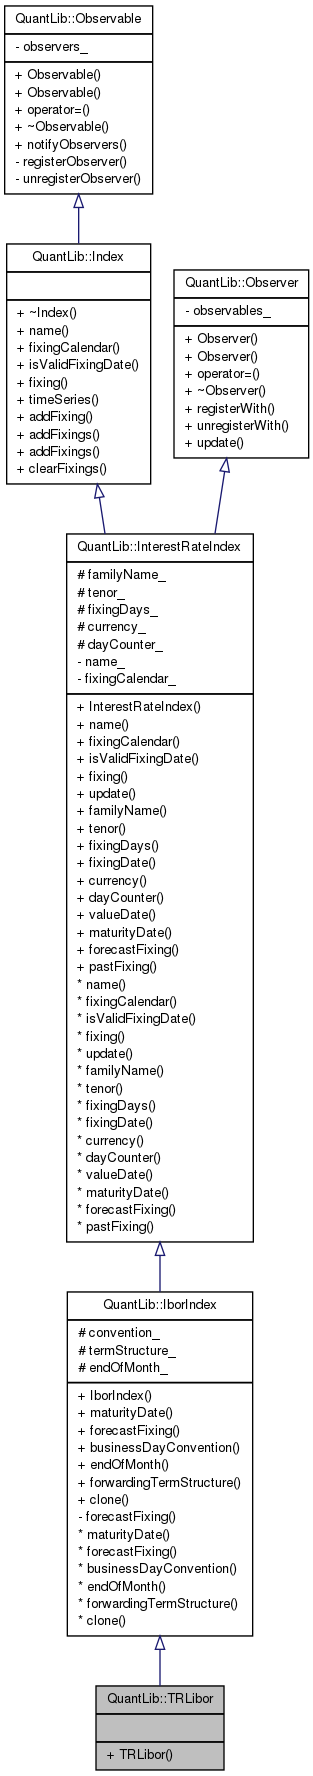 QuantLib::Observable
- observers_
+ Observable()
+ Observable()
+ operator=()
+ ~Observable()
+ notifyObservers()
- registerObserver()
- unregisterObserver()
QuantLib::Index
+ ~Index()
+ name()
+ fixingCalendar()
+ isValidFixingDate()
+ fixing()
+ timeSeries()
+ addFixing()
+ addFixings()
+ addFixings()
+ clearFixings()
QuantLib::Observer
- observables_
+ Observer()
+ Observer()
+ operator=()
+ ~Observer()
+ registerWith()
+ unregisterWith()
+ update()
QuantLib::InterestRateIndex
# familyName_
# tenor_
# fixingDays_
# currency_
# dayCounter_
- name_
- fixingCalendar_
+ InterestRateIndex()
+ name()
+ fixingCalendar()
+ isValidFixingDate()
+ fixing()
+ update()
+ familyName()
+ tenor()
+ fixingDays()
+ fixingDate()
+ currency()
+ dayCounter()
+ valueDate()
+ maturityDate()
+ forecastFixing()
+ pastFixing()
* name()
* fixingCalendar()
* isValidFixingDate()
* fixing()
* update()
* familyName()
* tenor()
* fixingDays()
* fixingDate()
* currency()
* dayCounter()
* valueDate()
* maturityDate()
* forecastFixing()
* pastFixing()
QuantLib::IborIndex
# convention_
# termStructure_
# endOfMonth_
+ IborIndex()
+ maturityDate()
+ forecastFixing()
+ businessDayConvention()
+ endOfMonth()
+ forwardingTermStructure()
+ clone()
- forecastFixing()
* maturityDate()
* forecastFixing()
* businessDayConvention()
* endOfMonth()
* forwardingTermStructure()
* clone()
QuantLib::TRLibor
+ TRLibor()